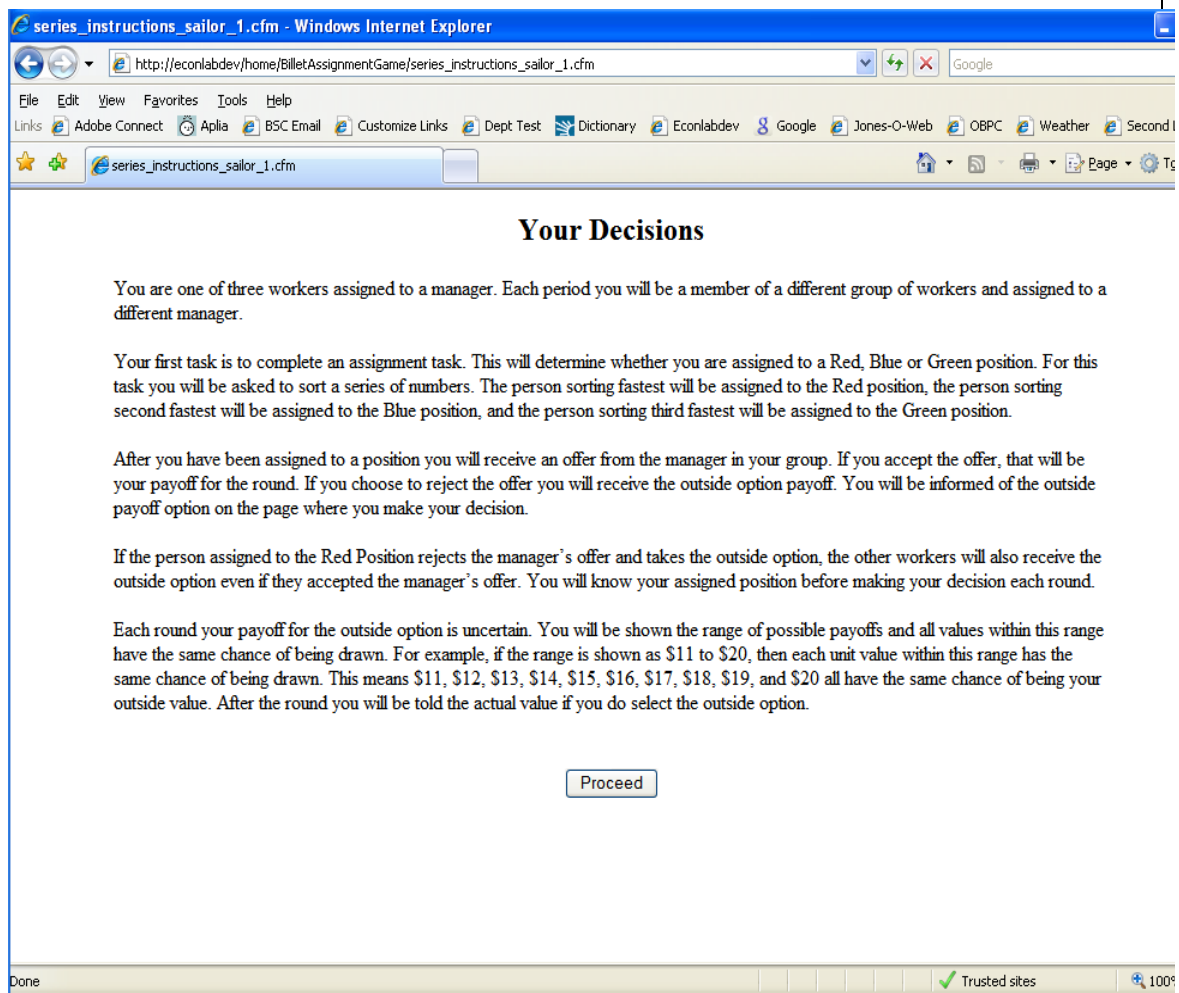 series_instructions_sailor_1.cfm - Windows Internet Explorer
http://econlabdev/home/BilletAssignmentGame/series_instructions_sailor_1.cfm
Google
File Edit View Favorites Tools Help
Links Adobe Connect Aplia BSC Email Customize Links Dept Test Dictionary Econlabdev Google Jones-O-Web OBPC Weather Second
series_instructions_sailor_1.cfm
Page
Your Decisions
You are one of three workers assigned to a manager. Each period you will be a member of a different group of workers and assigned to a
different manager.
Your first task is to complete an assignment task. This will determine whether you are assigned to a Red, Blue or Green position. For this
task you will be asked to sort a series of numbers. The person sorting fastest will be assigned to the Red position, the person sorting
second fastest will be assigned to the Blue position, and the person sorting third fastest will be assigned to the Green position.
After you have been assigned to a position you will receive an offer from the manager in your group. If you accept the offer, that will be
your payoff for the round. If you choose to reject the offer you will receive the outside option payoff. You will be informed of the outside
payoff option on the page where you make your decision.
If the person assigned to the Red Position rejects the manager's offer and takes the outside option, the other workers will also receive the
outside option even if they accepted the manager's offer. You will know your assigned position before making your decision each round.
Each round your payoff for the outside option is uncertain. You will be shown the range of possible payoffs and all values within this range
have the same chance of being drawn. For example, if the range is shown as $11 to $20, then each unit value within this range has the
same chance of being drawn. This means $11, $12, $13, $14, $15, $16, $17, $18, $19, and $20 all have the same chance of being your
outside value. After the round you will be told the actual value if you do select the outside option.
Proceed
Done
Trusted sites
100%